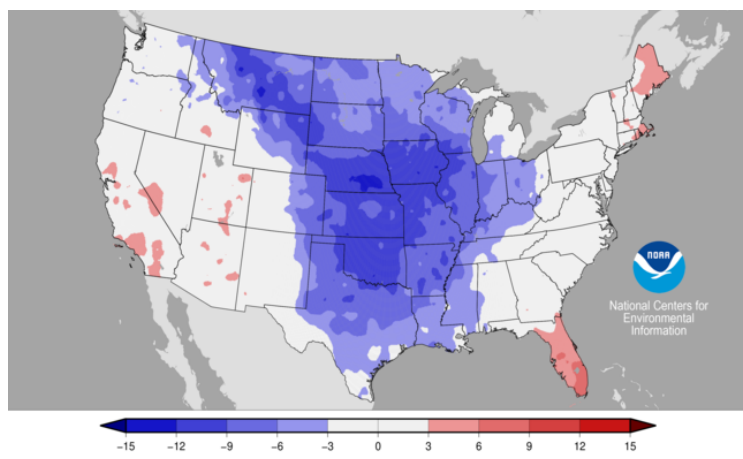 NOAA
National Centers for
Environmental
Information
-15 -12 -9 -6 -3 0 3 6 9 12 15